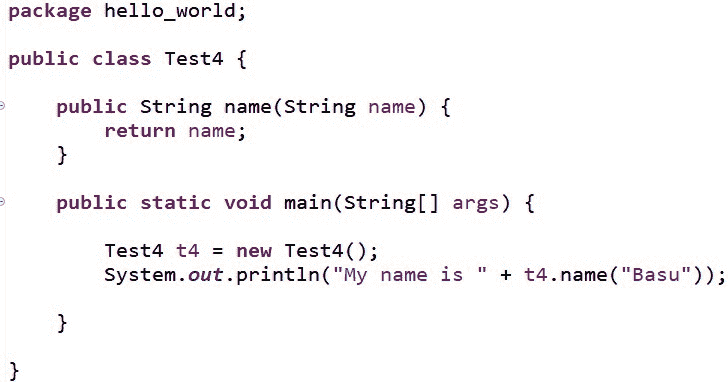 package hello_world;
public class Test4 {
public String name(String name) {
return name;
}
public static void main(String[] args) {
Test4 t4 = new Test4();
System.out.println("My name is " + t4.name("Basu"));
}
}